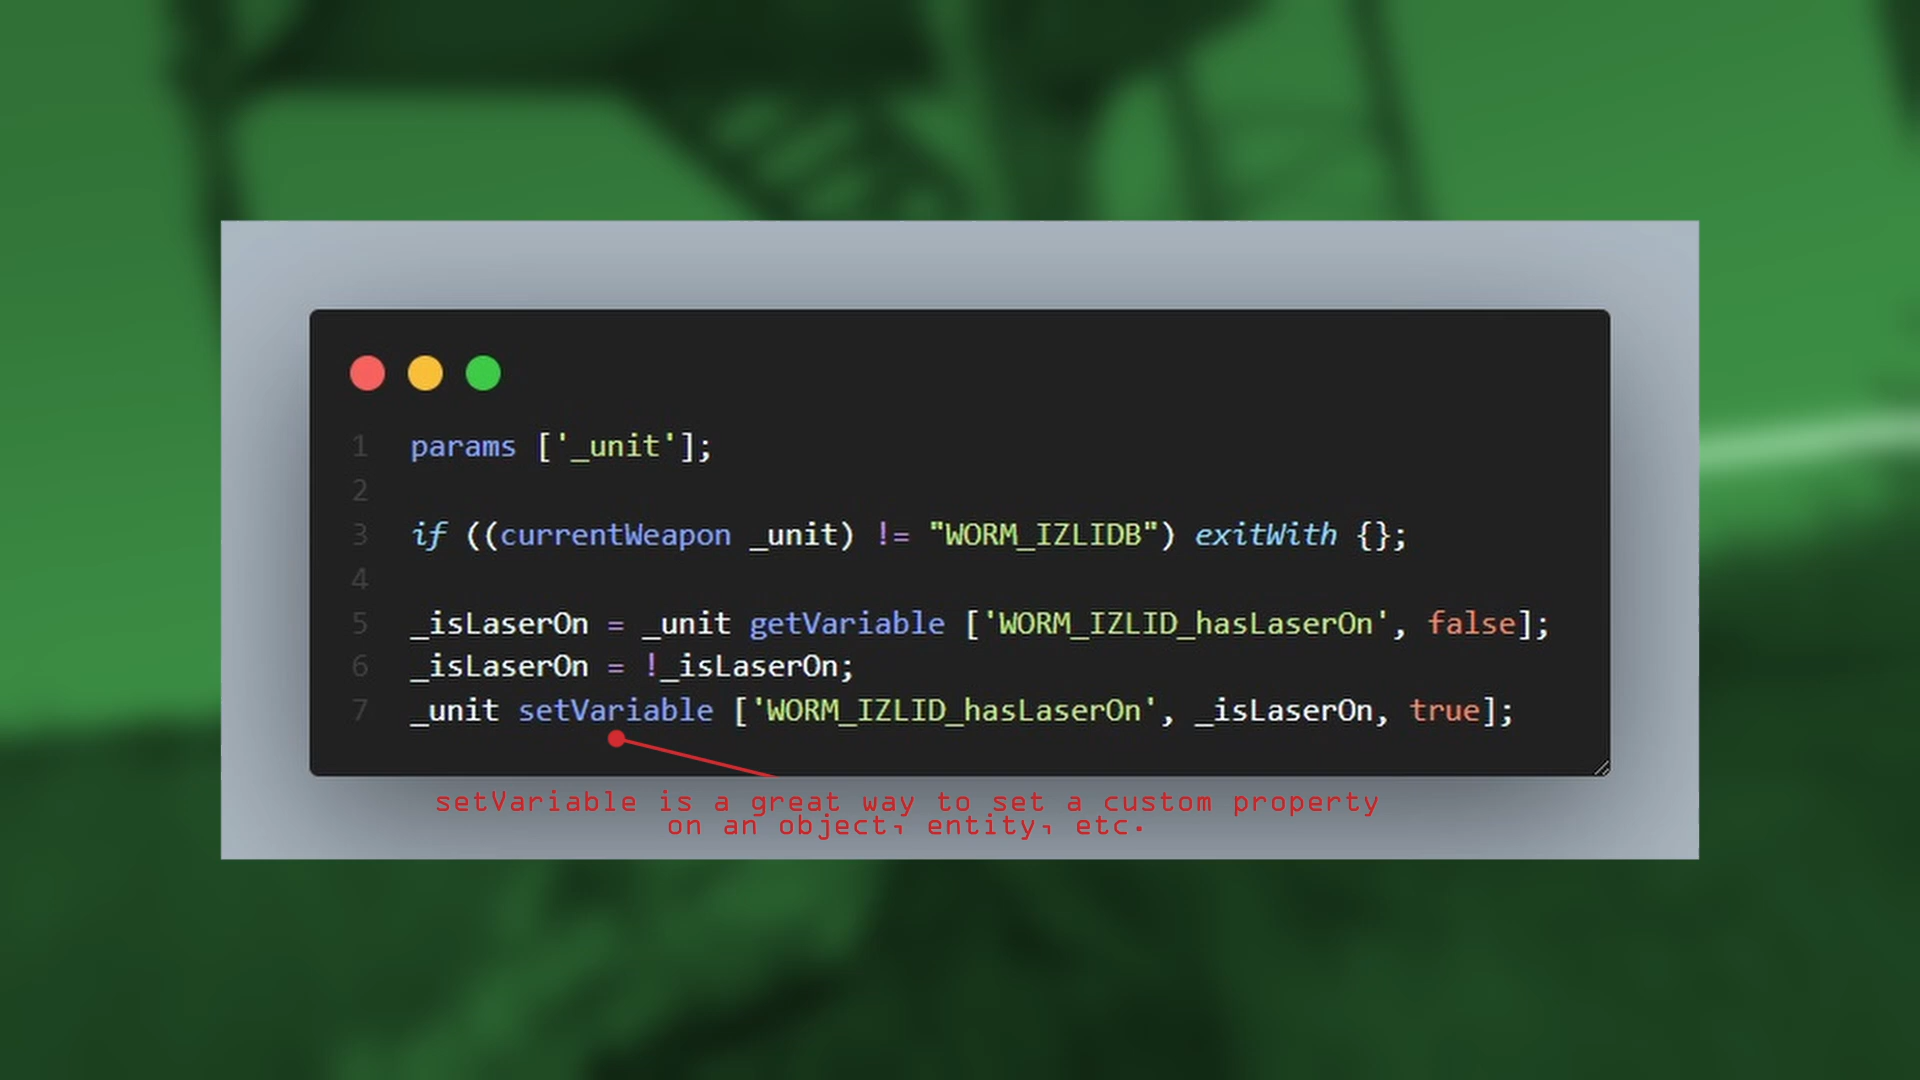 1 params ['_unit'];
2
3 if ((currentWeapon _unit) != "WORM_IZLIDB") exitWith {};
4
5 _isLaserOn = _unit getVariable ['WORM_IZLID_hasLaserOn', false];
6 _isLaserOn = !_isLaserOn;
7 _unit setVariable ['WORM_IZLID_hasLaserOn', _isLaserOn, true];
setVariable is a great way to set a custom property
on an object, entity, etc.